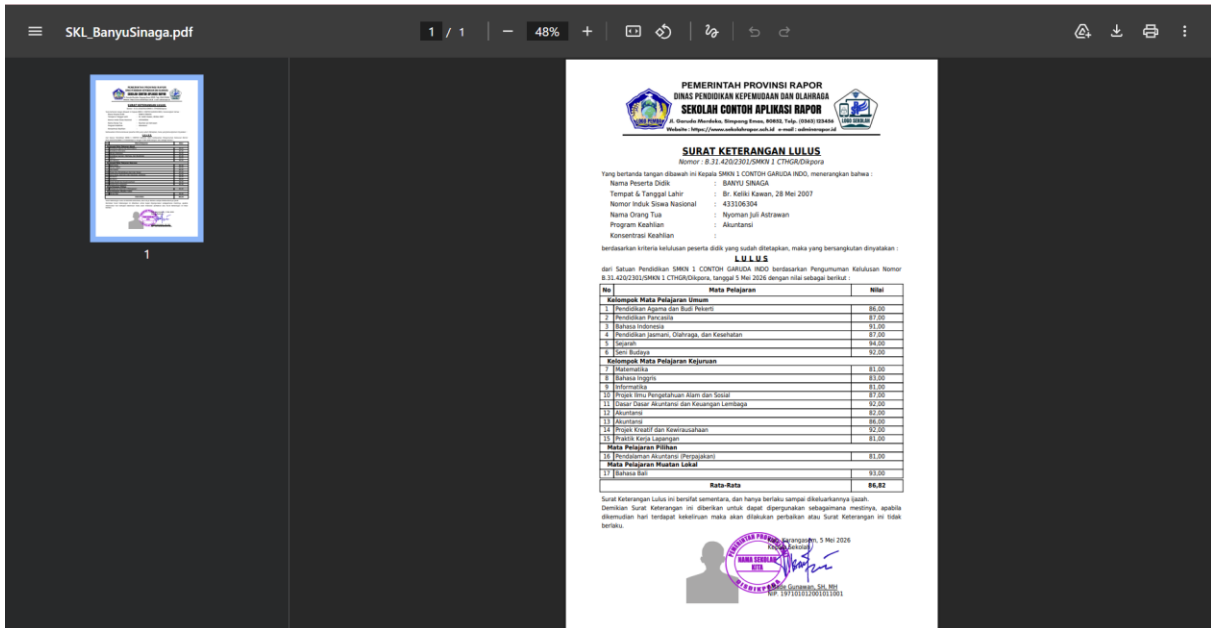 SKL_BanyuSinaga.pdf
1 / 1
48%
1
PEMERINTAH PROVINSI RAPOR
DINAS PENDIDIKAN KEPEMUDAAN DAN OLAHRAGA
SEKOLAH CONTOH APLIKASI RAPOR
Jl. Garuda Merdeka, Simpang Emas, 80852, Telp. (0363) 123456
Website : https://www.sekolahrapor.sch.id e-mail : adminerapor.id
LOGO PEMDA
LOGO SEKOLAH
SURAT KETERANGAN LULUS
Nomor : B.31.420/2301/SMKN 1 CTHGR/Dikpora
Yang bertanda tangan dibawah ini Kepala SMKN 1 CONTOH GARUDA INDO, menerangkan bahwa :
Nama Peserta Didik : BANYU SINAGA
Tempat & Tanggal Lahir : Br. Keliki Kawan, 28 Mei 2007
Nomor Induk Siswa Nasional : 433106304
Nama Orang Tua : Nyoman Juli Astrawan
Program Keahlian : Akuntansi
Konsentrasi Keahlian :
berdasarkan kriteria kelulusan peserta didik yang sudah ditetapkan, maka yang bersangkutan dinyatakan :
L U L U S
dari Satuan Pendidikan SMKN 1 CONTOH GARUDA INDO berdasarkan Pengumuman Kelulusan Nomor
B.31.420/2301/SMKN 1 CTHGR/Dikpora, tanggal 5 Mei 2026 dengan nilai sebagai berikut :
No Mata Pelajaran Nilai
Kelompok Mata Pelajaran Umum
1 Pendidikan Agama dan Budi Pekerti 86,00
2 Pendidikan Pancasila 87,00
3 Bahasa Indonesia 91,00
4 Pendidikan Jasmani, Olahraga, dan Kesehatan 87,00
5 Sejarah 94,00
6 Seni Budaya 92,00
Kelompok Mata Pelajaran Kejuruan
7 Matematika 81,00
8 Bahasa Inggris 83,00
9 Informatika 81,00
10 Projek Ilmu Pengetahuan Alam dan Sosial 87,00
11 Dasar Dasar Akuntansi dan Keuangan Lembaga 92,00
12 Akuntansi 82,00
13 Akuntansi 86,00
14 Projek Kreatif dan Kewirausahaan 92,00
15 Praktik Kerja Lapangan 81,00
Mata Pelajaran Pilihan
16 Pendalaman Akuntansi (Perpajakan) 81,00
Mata Pelajaran Muatan Lokal
17 Bahasa Bali 93,00
Rata-Rata 86,82
Surat Keterangan Lulus ini bersifat sementara, dan hanya berlaku sampai dikeluarkannya ijazah.
Demikian Surat Keterangan ini diberikan untuk dapat dipergunakan sebagaimana mestinya, apabila
dikemudian hari terdapat kekeliruan maka akan dilakukan perbaikan atau Surat Keterangan ini tidak
berlaku.
5 Mei 2026
NAMA SEKOLAH
KITA
Gunawan, SH, MH
NIP. 197101012001011001